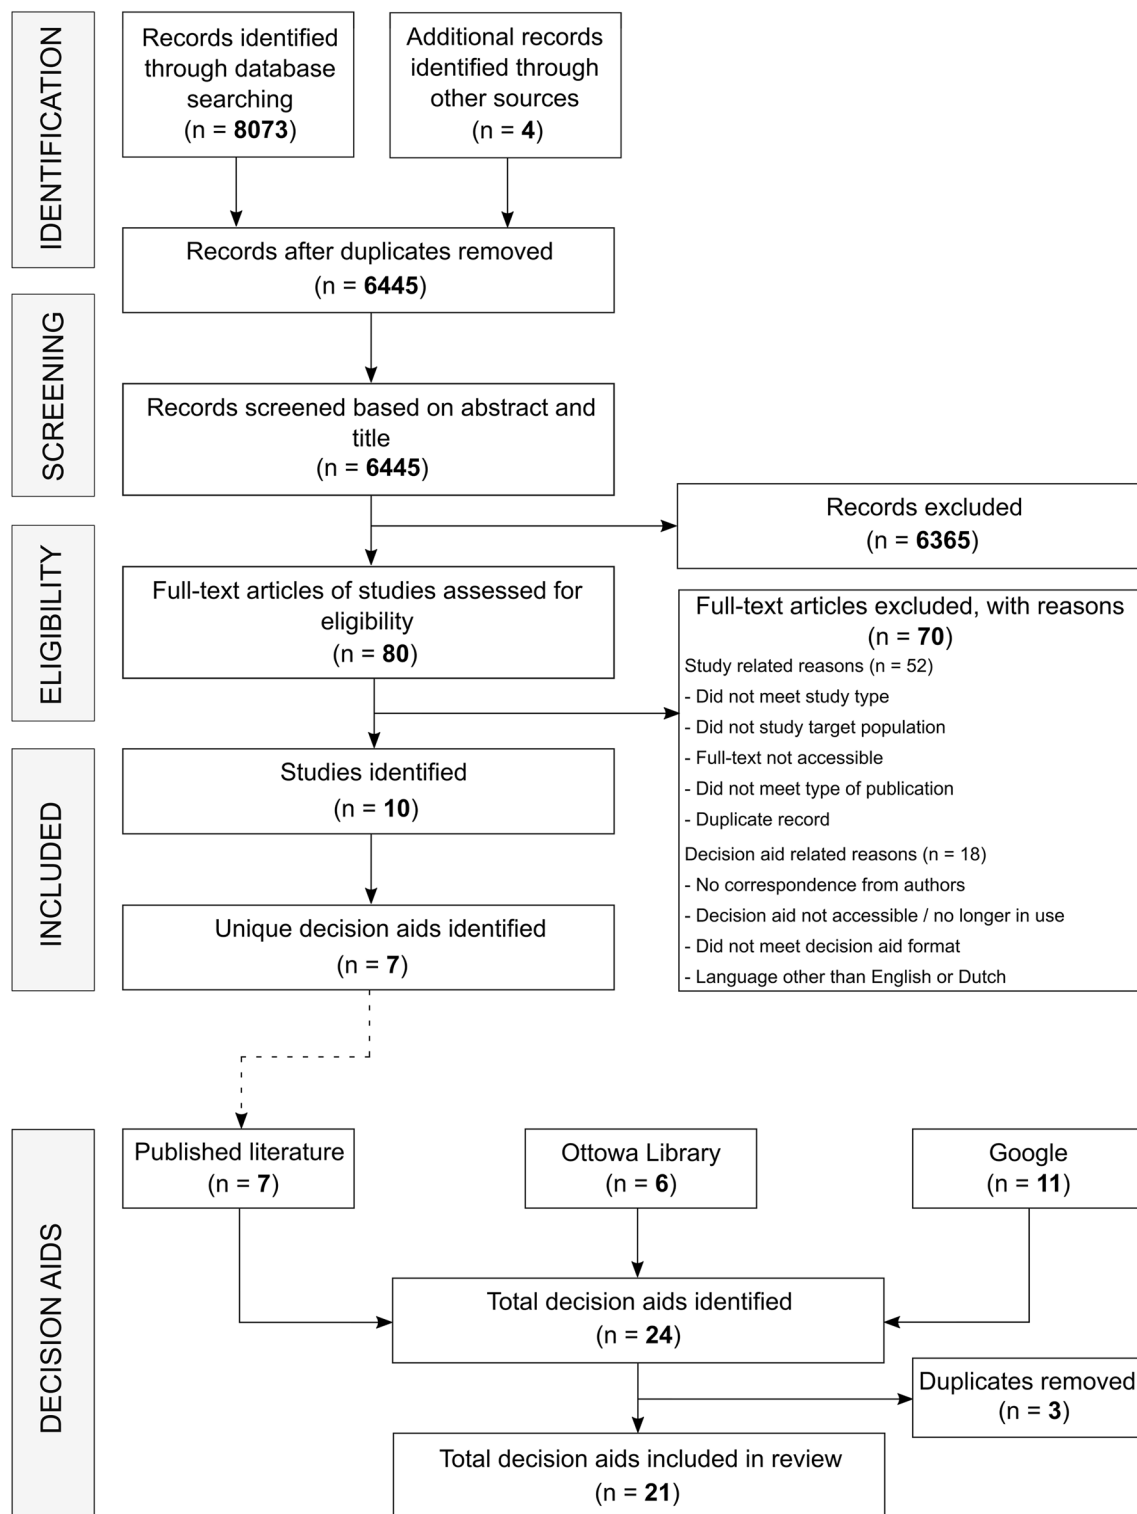 IDENTIFICATION
Records identified
through database
searching
(n = 8073)
Additional records
identified through
other sources
(n = 4)
Records after duplicates removed
(n = 6445)
SCREENING
Records screened based on abstract and
title
(n = 6445)
Records excluded
(n = 6365)
ELIGIBILITY
Full-text articles of studies assessed for
eligibility
(n = 80)
Full-text articles excluded, with reasons
(n = 70)
Study related reasons (n = 52)
- Did not meet study type
- Did not study target population
- Full-text not accessible
- Did not meet type of publication
- Duplicate record
Decision aid related reasons (n = 18)
- No correspondence from authors
- Decision aid not accessible / no longer in use
- Did not meet decision aid format
- Language other than English or Dutch
INCLUDED
Studies identified
(n = 10)
Unique decision aids identified
(n = 7)
DECISION AIDS
Published literature
(n = 7)
Ottowa Library
(n = 6)
Google
(n = 11)
Total decision aids identified
(n = 24)
Duplicates removed
(n = 3)
Total decision aids included in review
(n = 21)